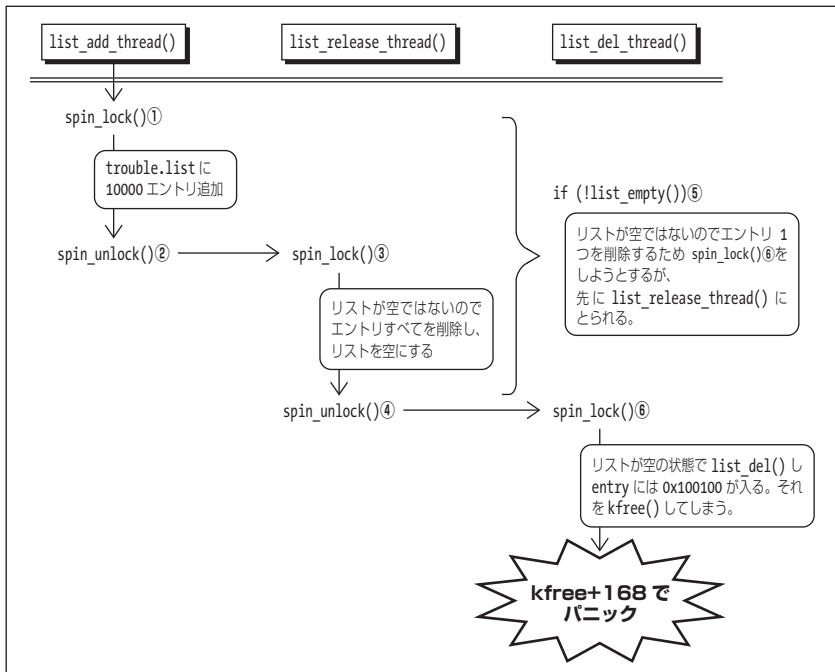 list_add_thread()
list_release_thread()
list_del_thread()
spin_lock()①
trouble.list に
10000 エントリ追加
spin_unlock()②
spin_lock()③
リストが空ではないので
エントリすべてを削除し、
リストを空にする
spin_unlock()④
if (!list_empty())⑤
リストが空ではないのでエントリ 1
つを削除するため spin_lock()⑥を
しようとするが、
先に list_release_thread() に
とられる。
spin_lock()⑥
リストが空の状態で list_del() し
entry には 0x100100 が入る。それ
を kfree() してしまう。
kfree+168 で
パニック